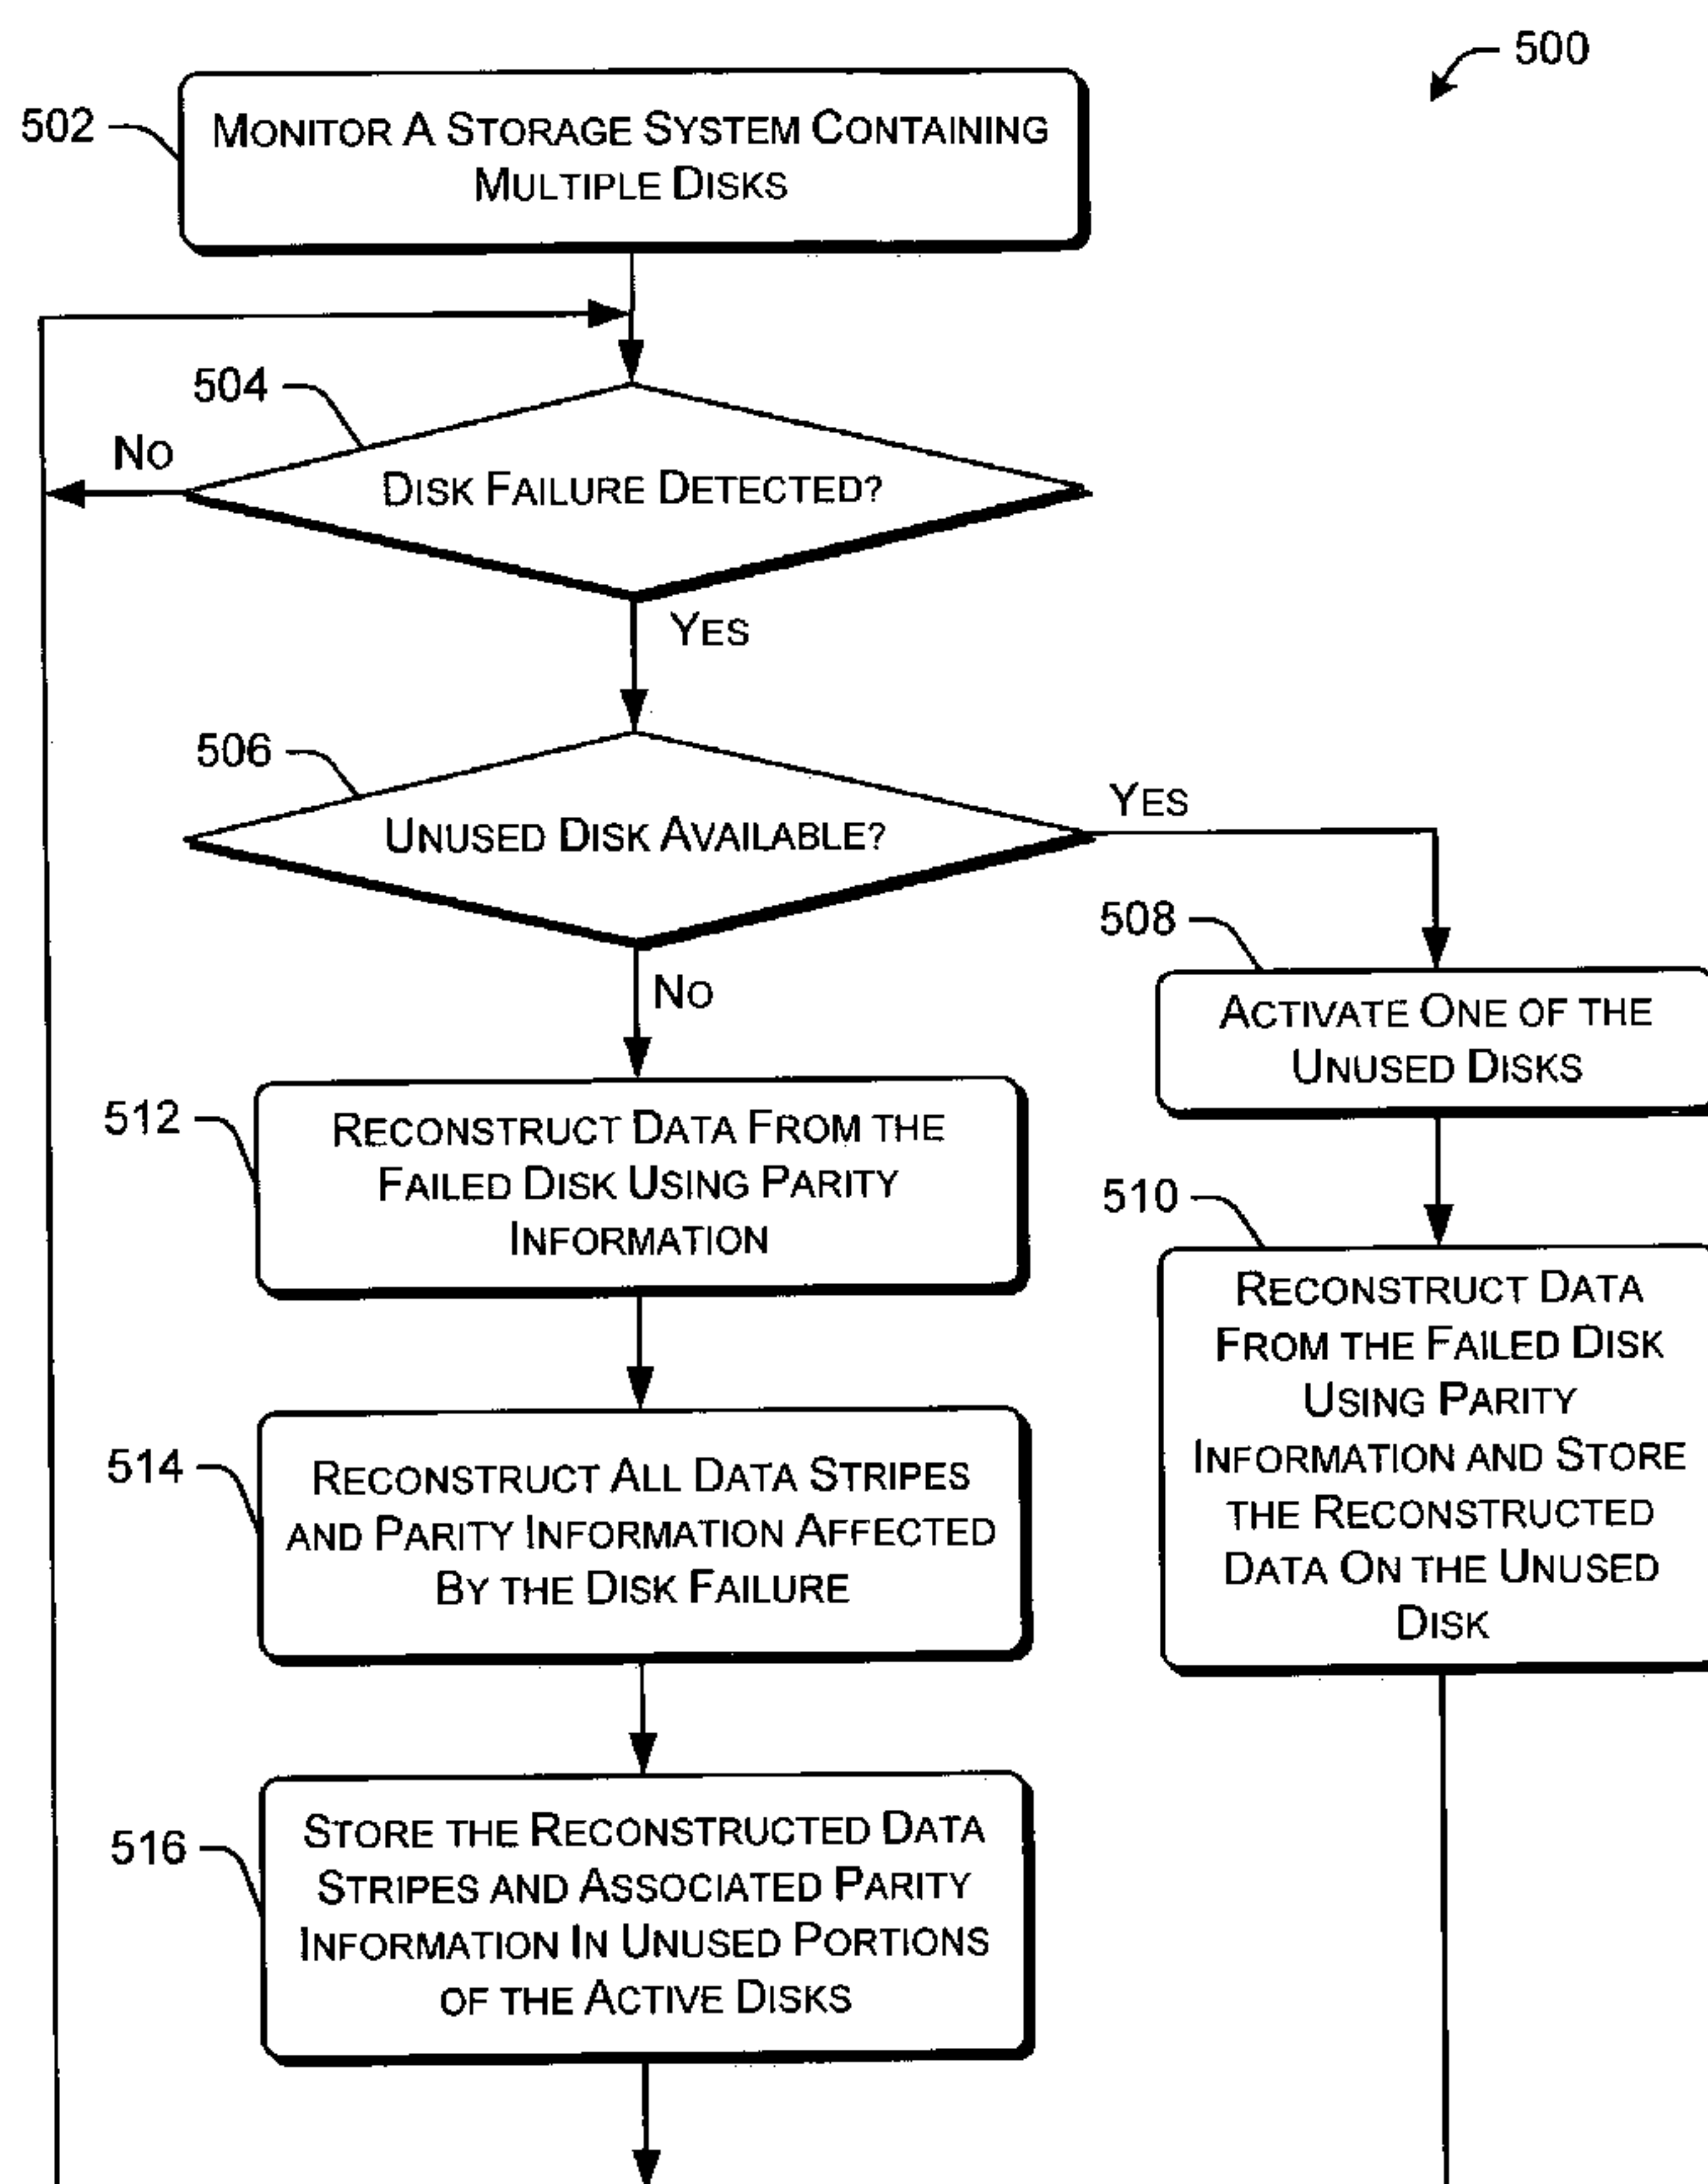 500
502
MONITOR A STORAGE SYSTEM CONTAINING
MULTIPLE DISKS
504
NO
DISK FAILURE DETECTED?
YES
506
UNUSED DISK AVAILABLE?
YES
NO
508
ACTIVATE ONE OF THE
UNUSED DISKS
512
RECONSTRUCT DATA FROM THE
FAILED DISK USING PARITY
INFORMATION
510
RECONSTRUCT DATA
FROM THE FAILED DISK
USING PARITY
INFORMATION AND STORE
THE RECONSTRUCTED
DATA ON THE UNUSED
DISK
514
RECONSTRUCT ALL DATA STRIPES
AND PARITY INFORMATION AFFECTED
BY THE DISK FAILURE
516
STORE THE RECONSTRUCTED DATA
STRIPES AND ASSOCIATED PARITY
INFORMATION IN UNUSED PORTIONS
OF THE ACTIVE DISKS